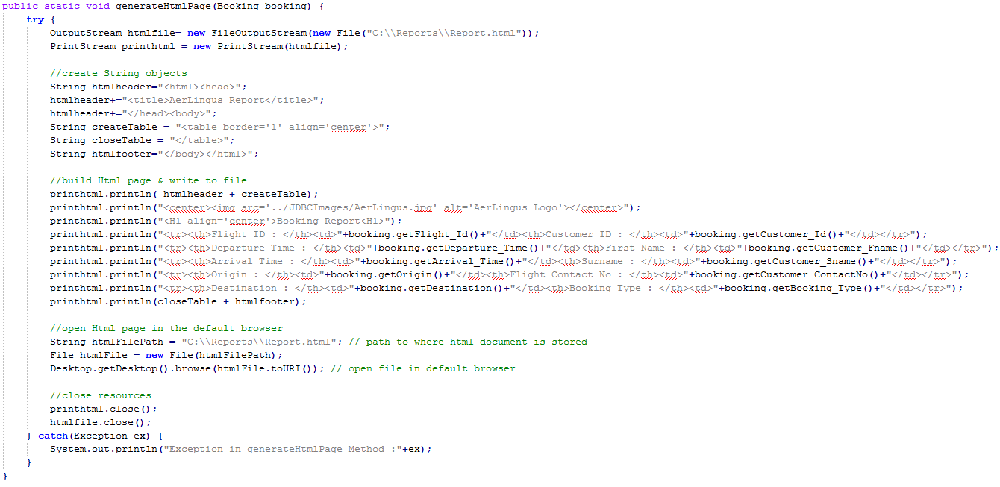 public static void generateHtmlPage(Booking booking) {
try {
OutputStream htmlfile= new FileOutputStream(new File("C:\\Reports\\Report.html"));
PrintStream printhtml = new PrintStream(htmlfile);
//create String objects
String htmlheader="<html><head>";
htmlheader+="<title>AerLingus Report</title>";
htmlheader+="</head><body>";
String createTable = "<table border='1' align='center'>";
String closeTable = "</table>";
String htmlfooter="</body></html>";
//build Html page & write to file
printhtml.println( htmlheader + createTable);
printhtml.println("<center><img src='../JDBCImages/AerLingus.jpg' alt='AerLingus Logo'></center>");
printhtml.println("<H1 align='center'>Booking Report<H1>");
printhtml.println("<tr><th>Flight ID : </th><td>"+booking.getFlight_Id()+"</td><th>Customer ID : </th><td>"+booking.getCustomer_Id()+"</td></tr>");
printhtml.println("<tr><th>Departure Time : </th><td>"+booking.getDeparture_Time()+"</td><th>First Name : </th><td>"+booking.getCustomer_Fname()+"</td></tr>");
printhtml.println("<tr><th>Arrival Time : </th><td>"+booking.getArrival_Time()+"</td><th>Surname : </th><td>"+booking.getCustomer_Sname()+"</td></tr>");
printhtml.println("<tr><th>Origin : </th><td>"+booking.getOrigin()+"</td><th>Flight Contact No : </th><td>"+booking.getCustomer_ContactNo()+"</td></tr>");
printhtml.println("<tr><th>Destination : </th><td>"+booking.getDestination()+"</td><th>Booking Type : </th><td>"+booking.getBooking_Type()+"</td></tr>");
printhtml.println(closeTable + htmlfooter);
//open Html page in the default browser
String htmlFilePath = "C:\\Reports\\Report.html"; // path to where html document is stored
File htmlFile = new File(htmlFilePath);
Desktop.getDesktop().browse(htmlFile.toURI()); // open file in default browser
//close resources
printhtml.close();
htmlfile.close();
} catch(Exception ex) {
System.out.println("Exception in generateHtmlPage Method :"+ex);
}
}